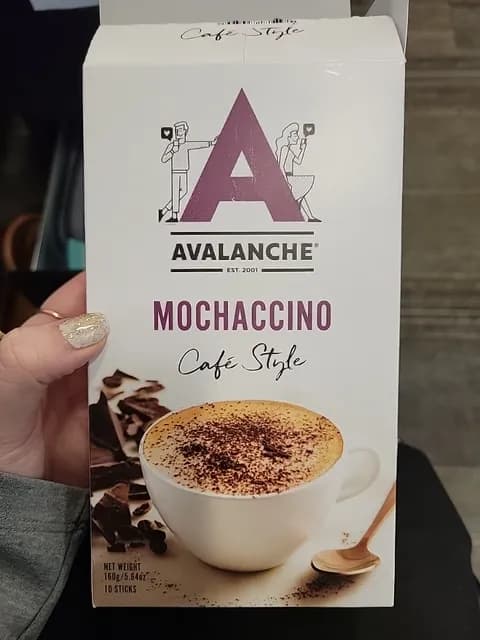 Café Style
A
AVALANCHE®
EST. 2001
MOCHACCINO
Café Style
NET WEIGHT
160g/5.64oz
10 STICKS